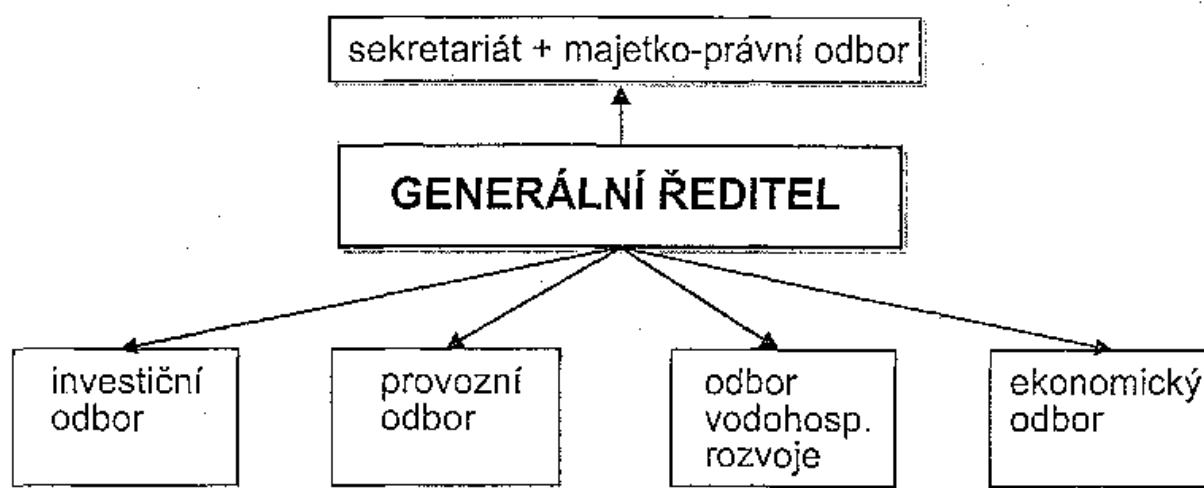 sekretariát + majetko-právní odbor
GENERÁLNÍ ŘEDITEL
investiční
odbor
provozní
odbor
odbor
vodohosp.
rozvoje
ekonomický
odbor